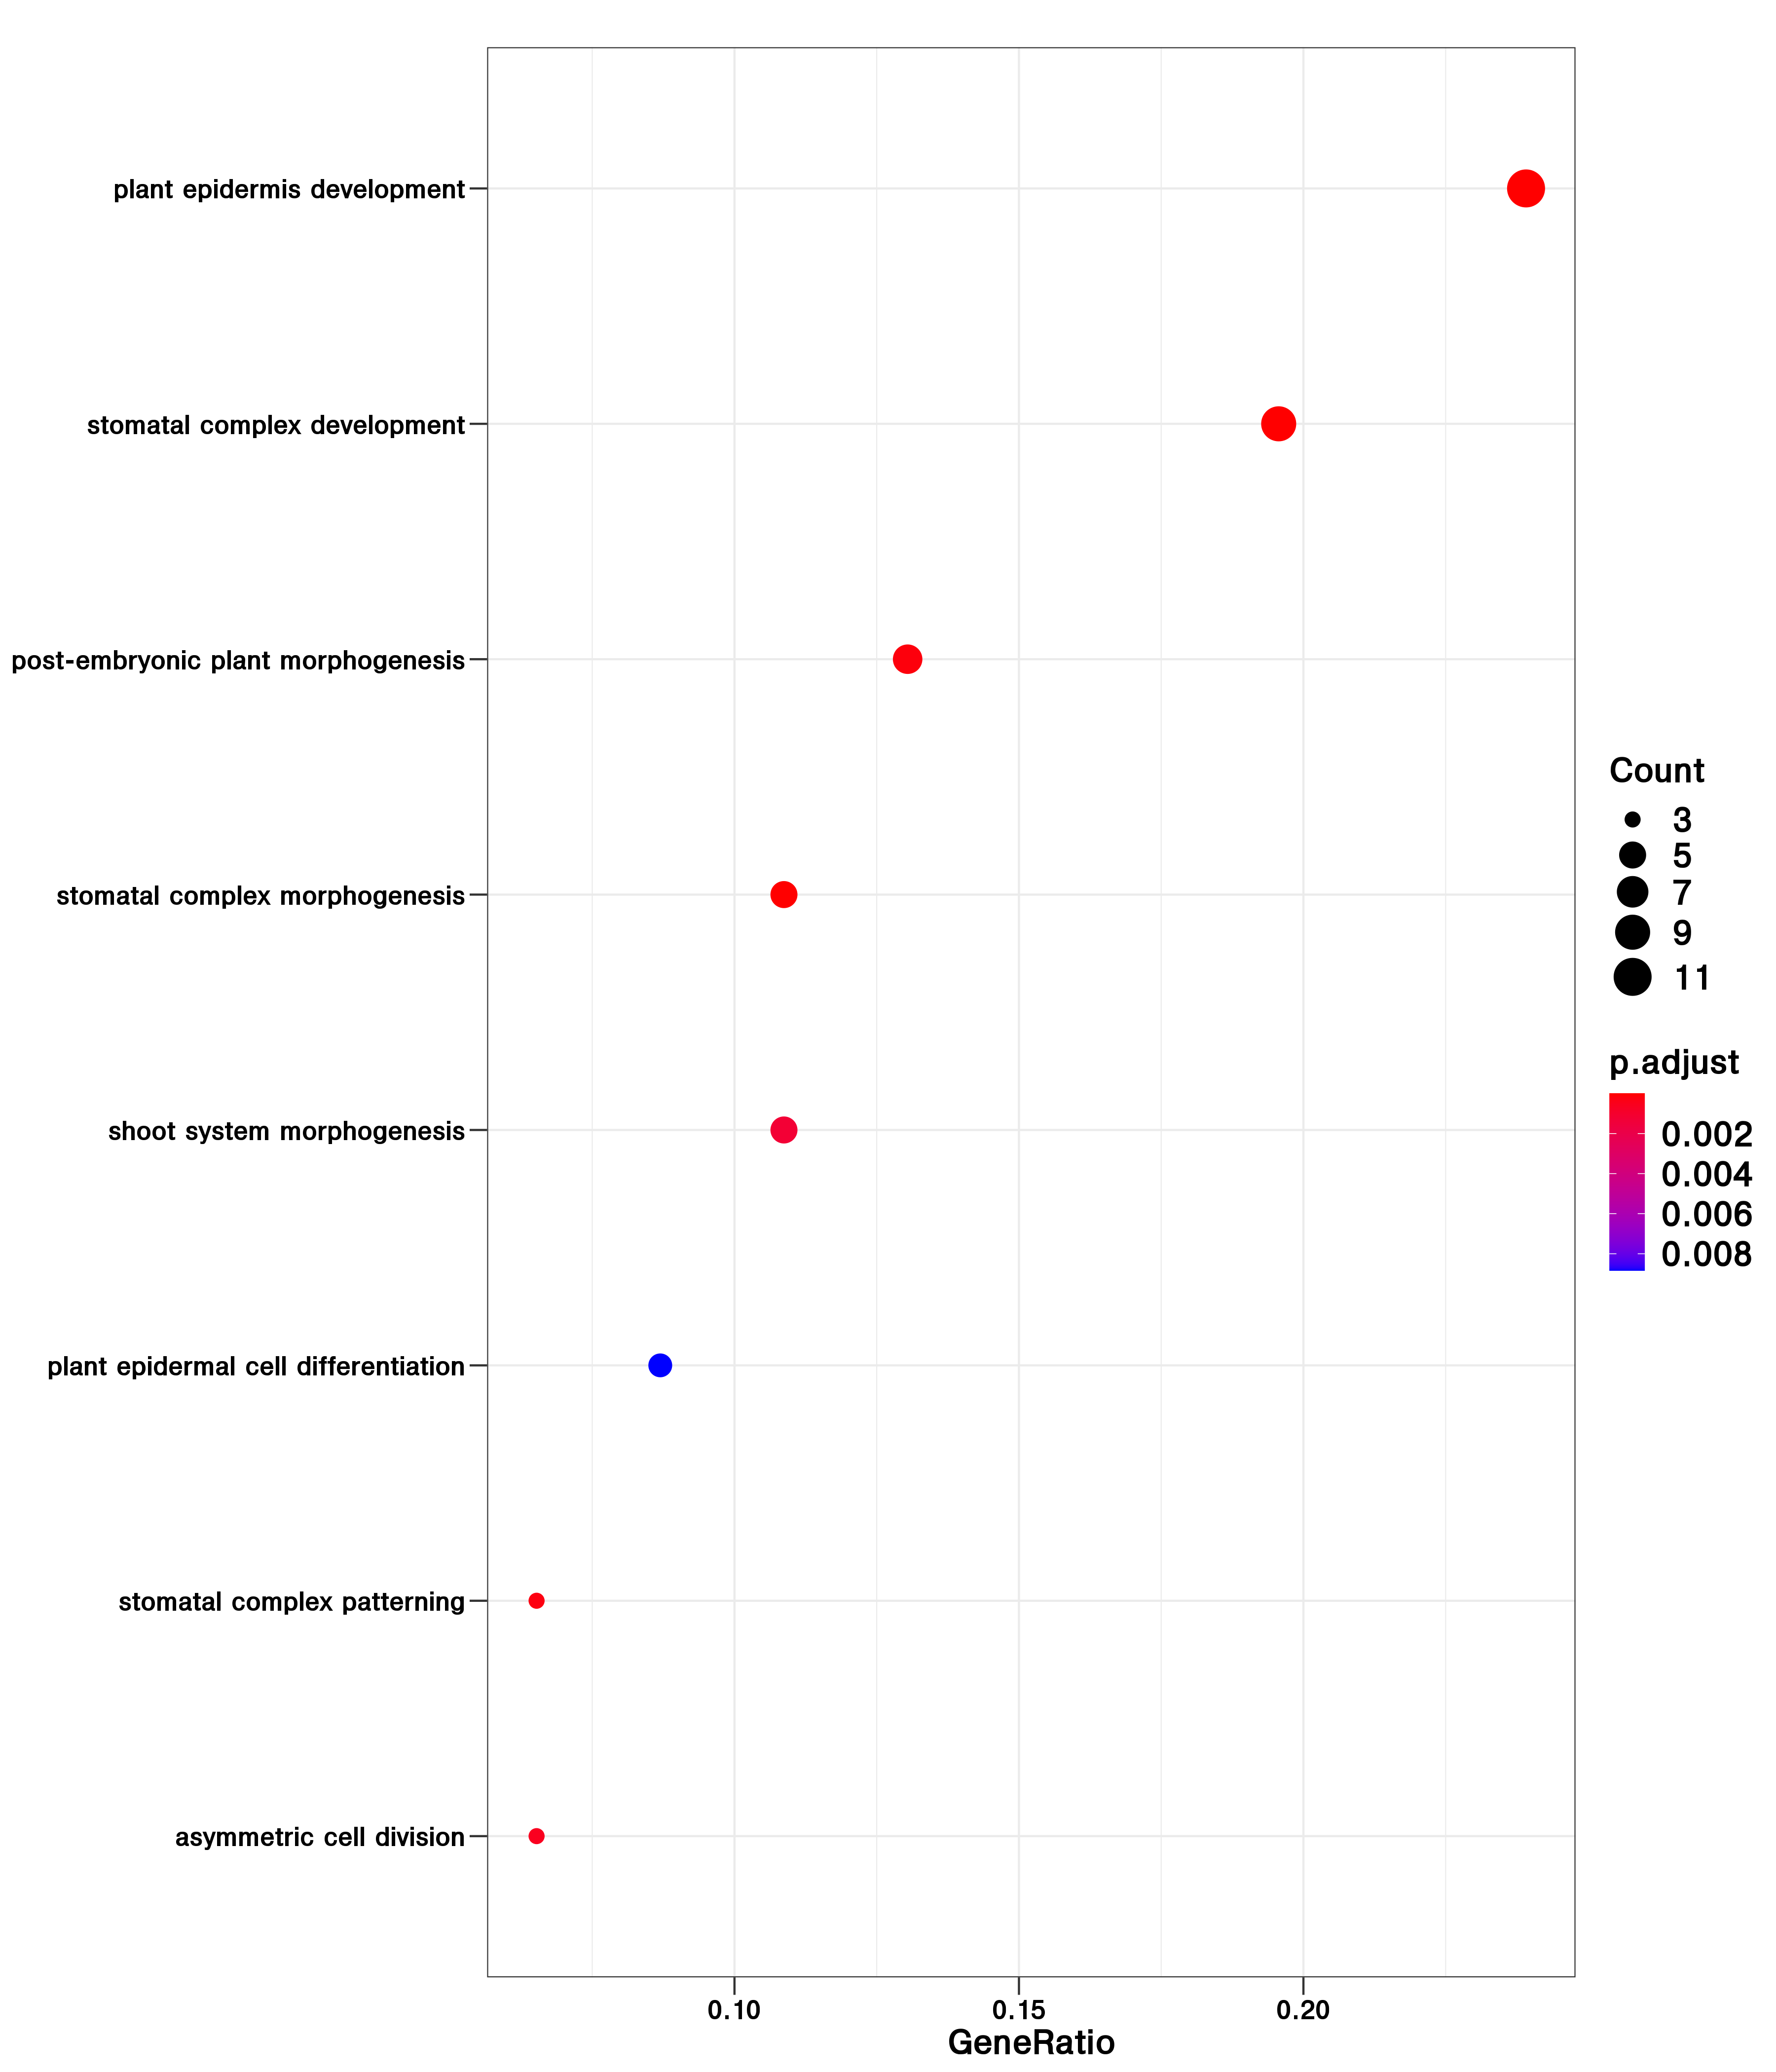 plant epidermis development
stomatal complex development
post-embryonic plant morphogenesis
stomatal complex morphogenesis
shoot system morphogenesis
plant epidermal cell differentiation
stomatal complex patterning
asymmetric cell division
0.10 0.15 0.20
GeneRatio
Count
3
5
7
9
11
p.adjust
0.002
0.004
0.006
0.008